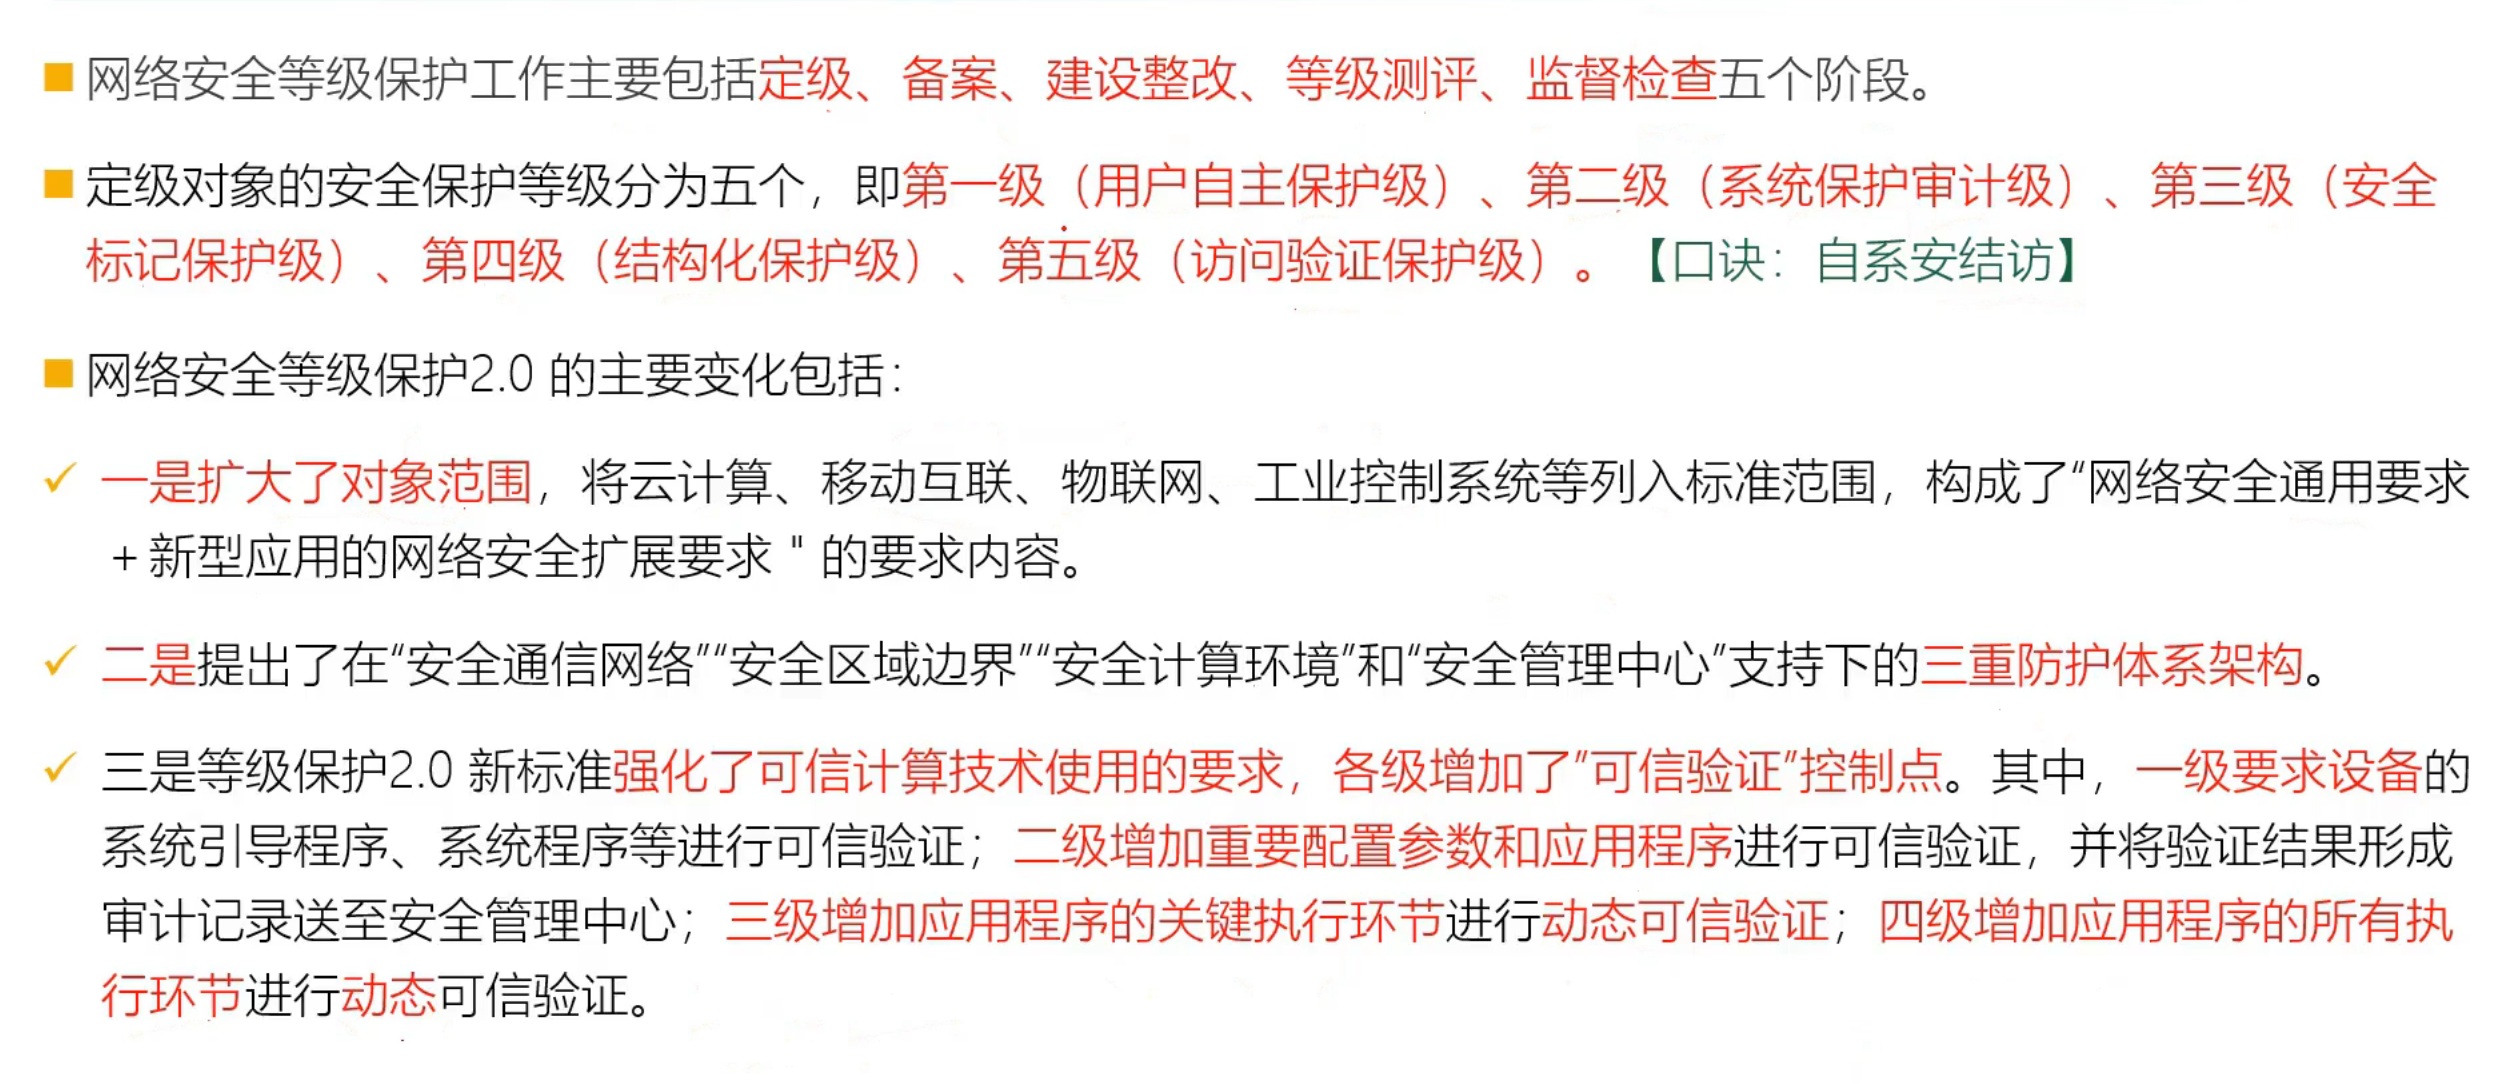 网络安全等级保护工作主要包括定级、备案、建设整改、等级测评、监督检查五个阶段。
定级对象的安全保护等级分为五个，即第一级（用户自主保护级）、第二级（系统保护审计级）、第三级（安全
标记保护级）、第四级（结构化保护级）、第五级（访问验证保护级）。【口诀：自系安结访】
网络安全等级保护2.0 的主要变化包括：
一是扩大了对象范围，将云计算、移动互联、物联网、工业控制系统等列入标准范围，构成了“网络安全通用要求
+新型应用的网络安全扩展要求 " 的要求内容。
二是提出了在“安全通信网络”“安全区域边界”“安全计算环境”和“安全管理中心”支持下的三重防护体系架构。
三是等级保护2.0 新标准强化了可信计算技术使用的要求，各级增加了”可信验证”控制点。其中，一级要求设备的
系统引导程序、系统程序等进行可信验证；二级增加重要配置参数和应用程序进行可信验证，并将验证结果形成
审计记录送至安全管理中心；三级增加应用程序的关键执行环节进行动态可信验证；四级增加应用程序的所有执
行环节进行动态可信验证。